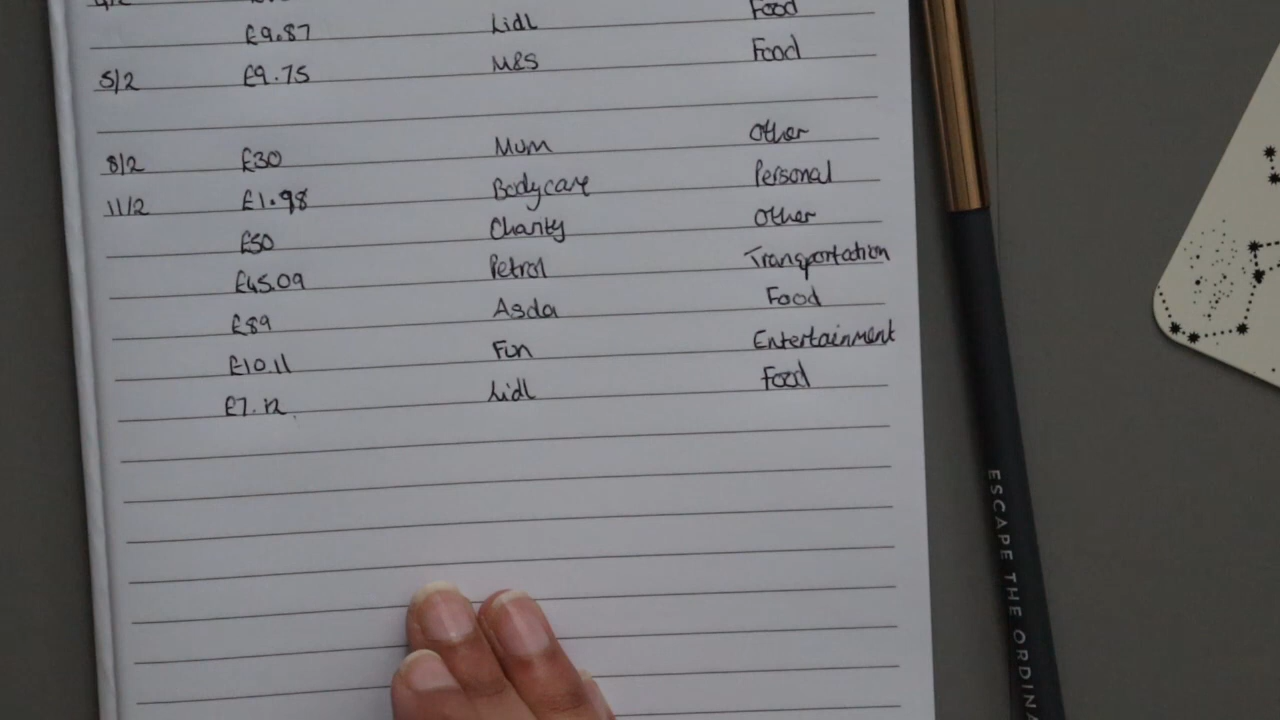 Food
£9.87 Lidl
5/2 £9.75 M&S Food
8/2 £30 Mum Other
11/2 £1.98 Bodycare Personal
£50 Charity Other
£45.09 Petrol Transportation
£89 Asda Food
£10.11 Fun Entertainment
£7.12 Lidl Food
ESCAPE THE ORDINA